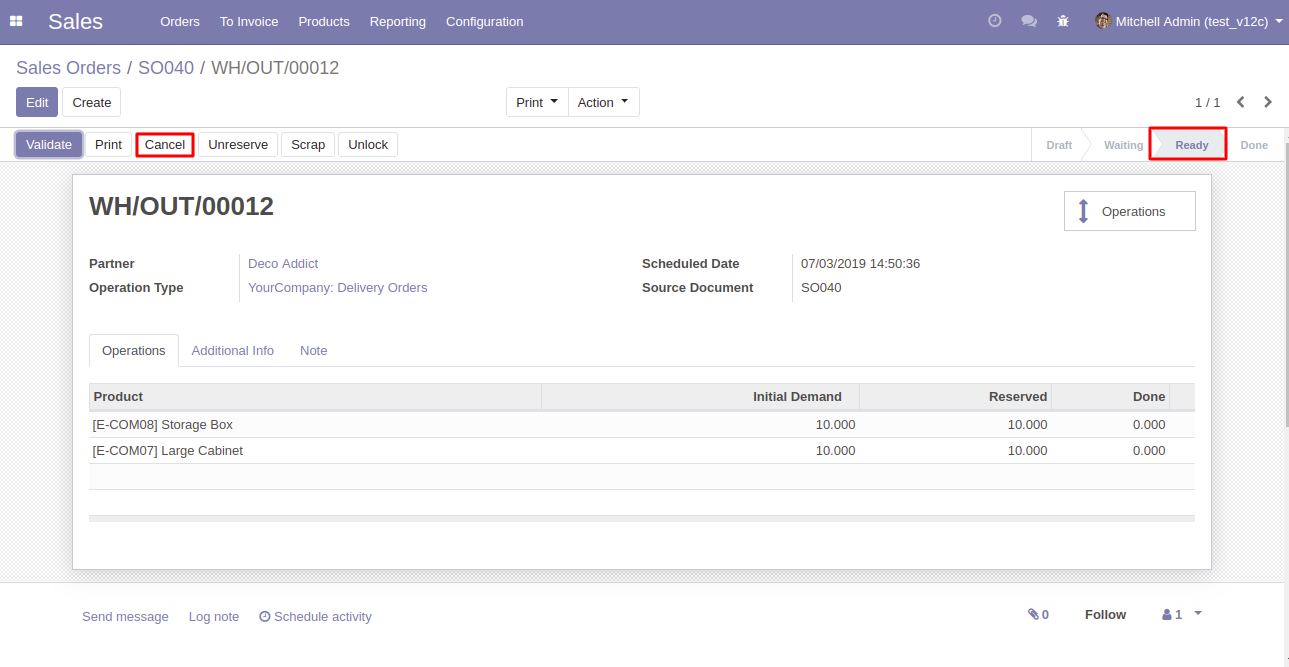 Sales Orders To Invoice Products Reporting Configuration Mitchell Admin (test_v12c)
Sales Orders / SO040 / WH/OUT/00012
Edit Create Print Action 1 / 1
Validate Print Cancel Unreserve Scrap Unlock Draft Waiting Ready Done
WH/OUT/00012
Operations
Partner Deco Addict Scheduled Date 07/03/2019 14:50:36
Operation Type YourCompany: Delivery Orders Source Document SO040
Operations Additional Info Note
Product Initial Demand Reserved Done
[E-COM08] Storage Box 10.000 10.000 0.000
[E-COM07] Large Cabinet 10.000 10.000 0.000
Send message Log note Schedule activity 0 Follow 1